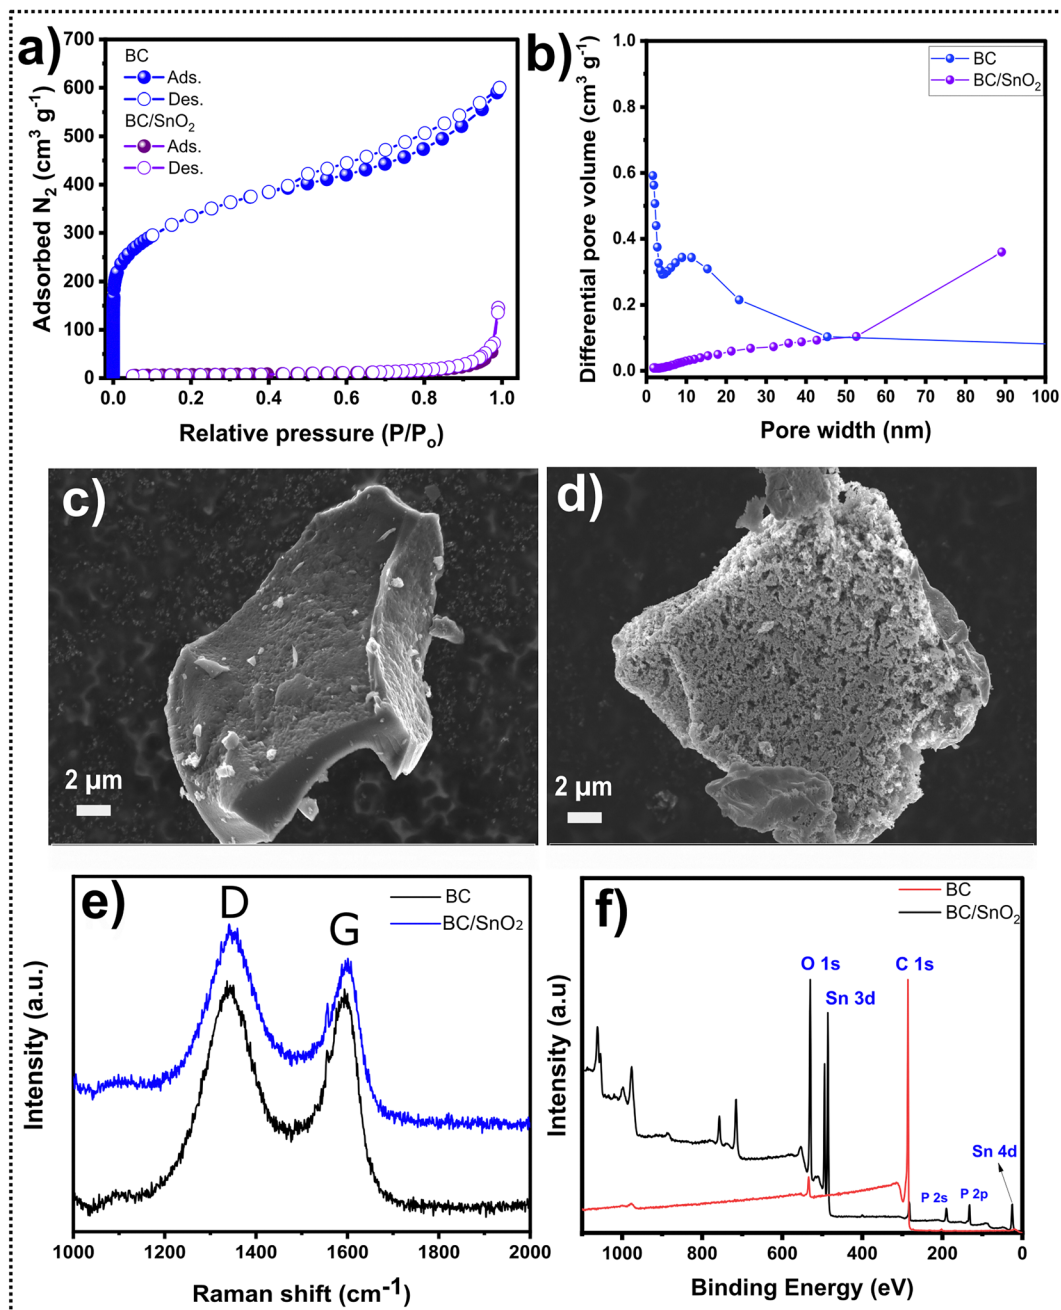 a)
700
600
500
400
300
200
100
0
Adsorbed N2 (cm3 g-1)
BC
Ads.
Des.
BC/SnO2
Ads.
Des.
0.0 0.2 0.4 0.6 0.8 1.0
Relative pressure (P/Po)
b)
1.0
0.8
0.6
0.4
0.2
0.0
Differential pore volume (cm3 g-1)
BC
BC/SnO2
0 10 20 30 40 50 60 70 80 90 100
Pore width (nm)
c)
2 µm
d)
2 µm
e)
D
G
BC
BC/SnO2
Intensity (a.u.)
1000 1200 1400 1600 1800 2000
Raman shift (cm-1)
f)
BC
BC/SnO2
O 1s
C 1s
Sn 3d
Sn 4d
P 2s
P 2p
Intensity (a.u)
1000 800 600 400 200 0
Binding Energy (eV)